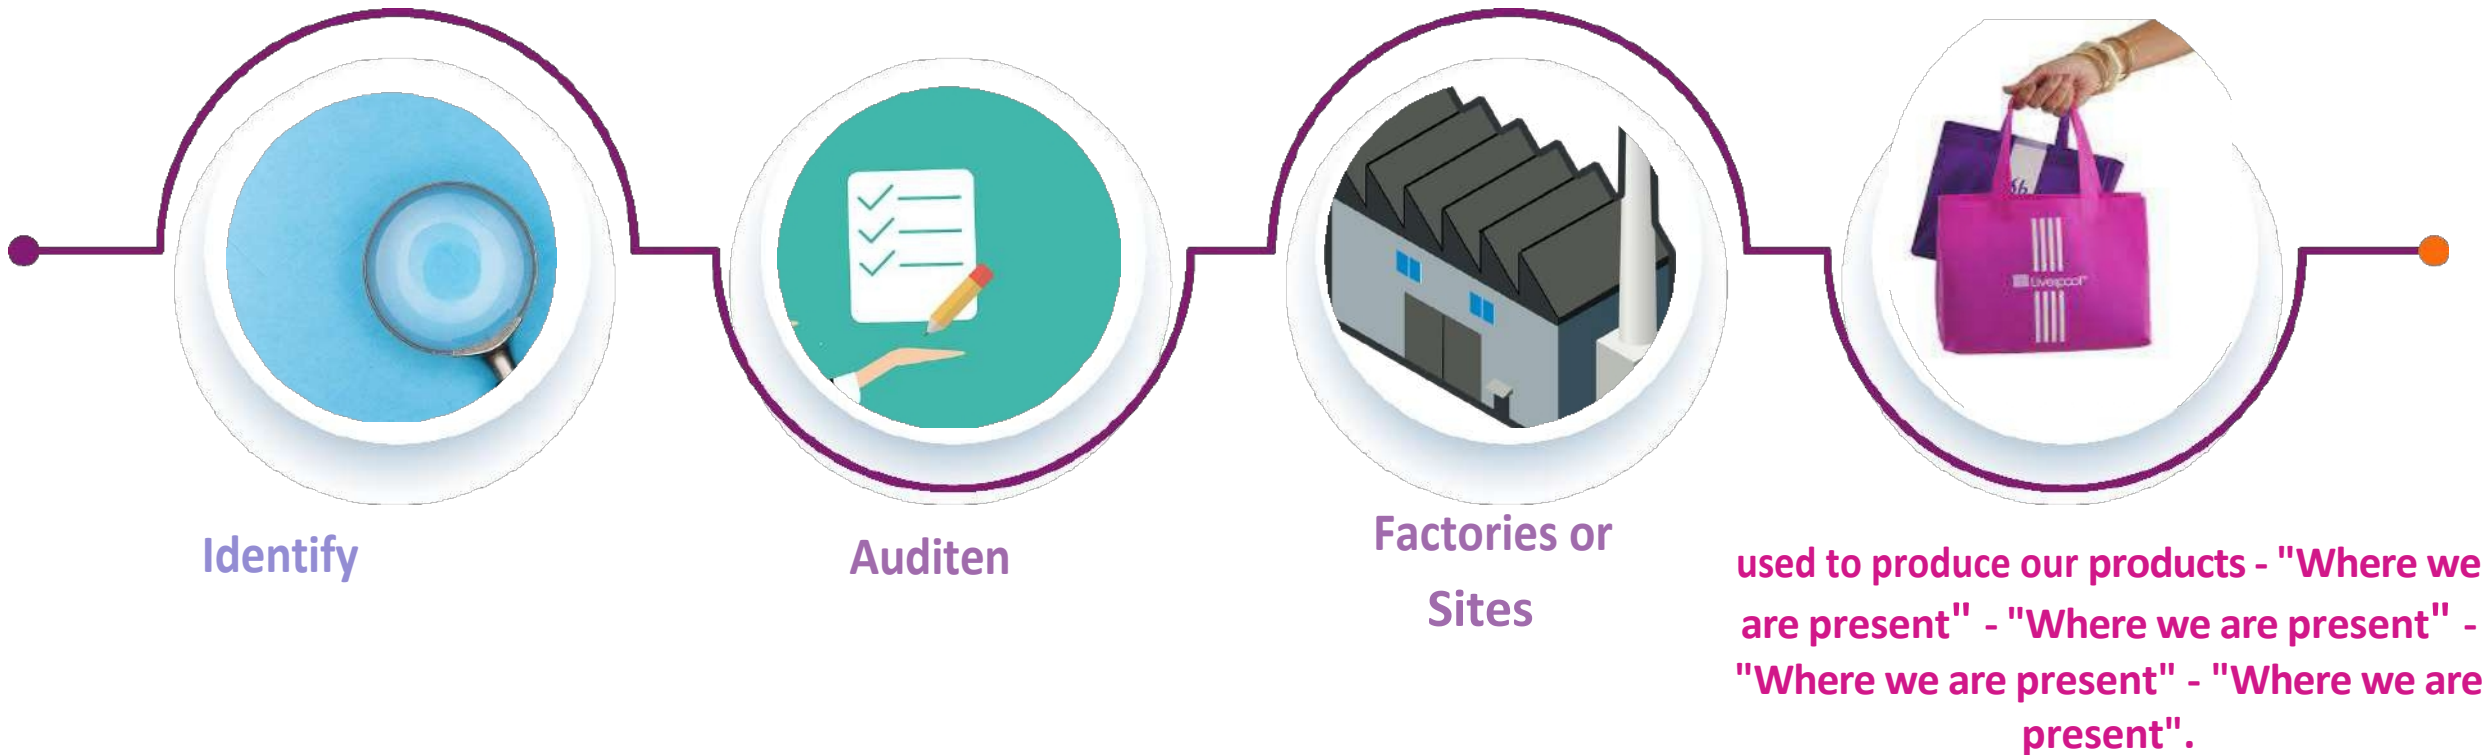 Liverpool
Identify
Auditen
Factories or
Sites
used to produce our products - "Where we
are present" - "Where we are present" -
"Where we are present" - "Where we are
present".